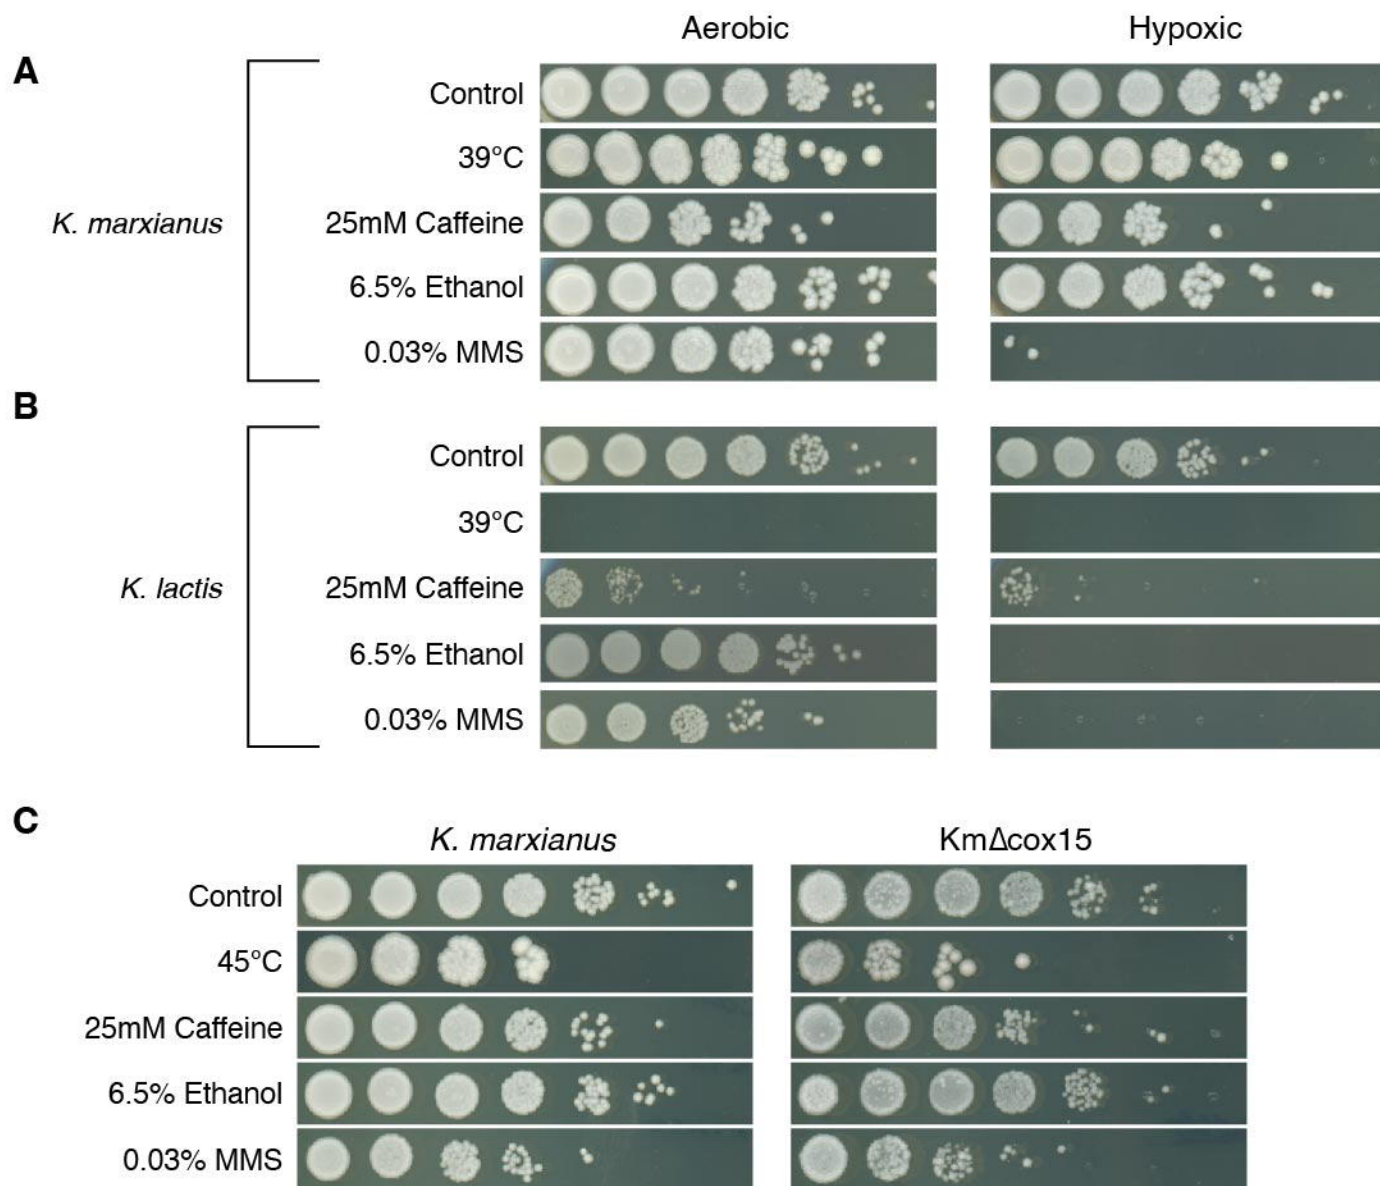 Aerobic Hypoxic
A
Control
39°C
K. marxianus
25mM Caffeine
6.5% Ethanol
0.03% MMS
B
Control
39°C
K. lactis
25mM Caffeine
6.5% Ethanol
0.03% MMS
C
K. marxianus KmΔcox15
Control
45°C
25mM Caffeine
6.5% Ethanol
0.03% MMS